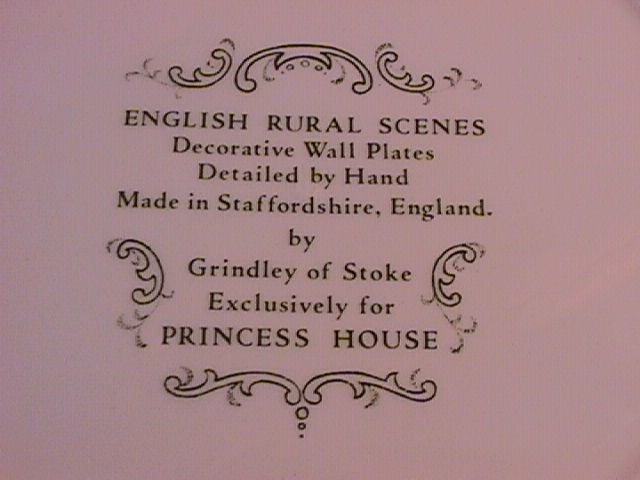 ENGLISH RURAL SCENES
Decorative Wall Plates
Detailed by Hand
Made in Staffordshire, England.
by
Grindley of Stoke
Exclusively for
PRINCESS HOUSE